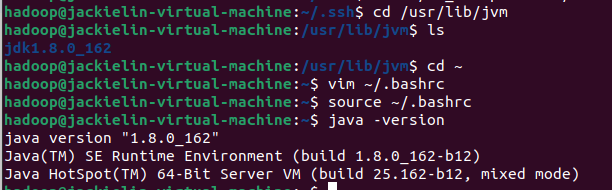 hadoop@jackielin-virtual-machine:~/.ssh$ cd /usr/lib/jvm
hadoop@jackielin-virtual-machine:/usr/lib/jvm$ ls
jdk1.8.0_162
hadoop@jackielin-virtual-machine:/usr/lib/jvm$ cd ~
hadoop@jackielin-virtual-machine:~$ vim ~/.bashrc
hadoop@jackielin-virtual-machine:~$ source ~/.bashrc
hadoop@jackielin-virtual-machine:~$ java -version
java version "1.8.0_162"
Java(TM) SE Runtime Environment (build 1.8.0_162-b12)
Java HotSpot(TM) 64-Bit Server VM (build 25.162-b12, mixed mode)
hadoop@jackielin-virtual-machine:~$